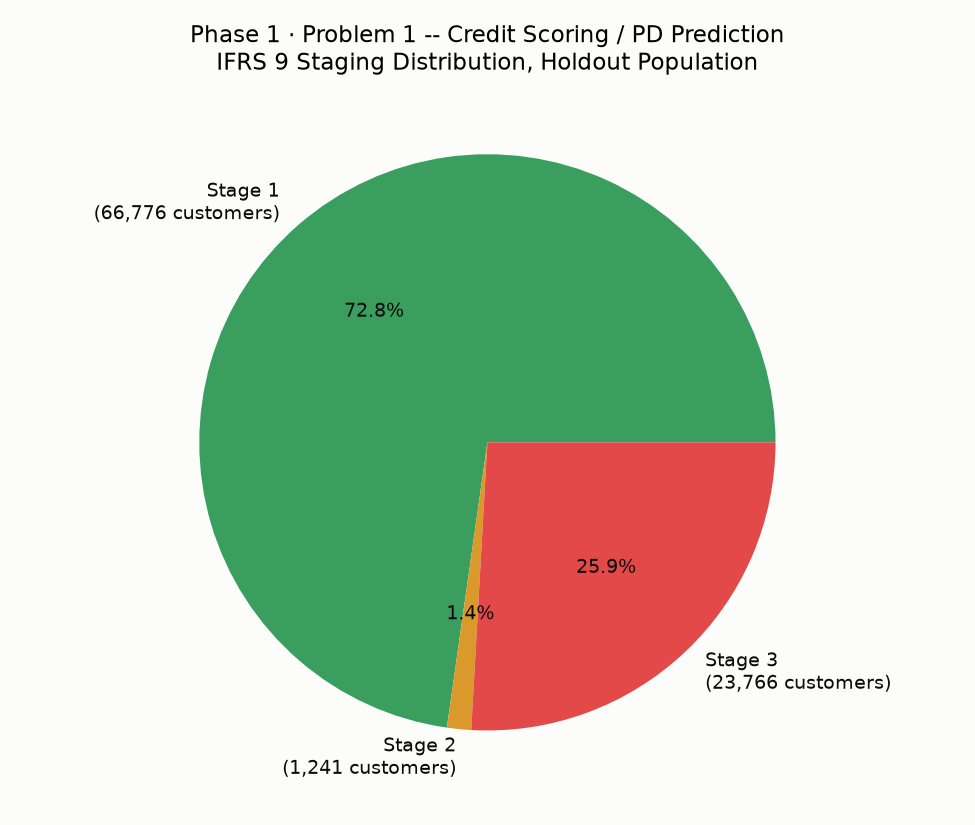 Phase 1 · Problem 1 -- Credit Scoring / PD Prediction
IFRS 9 Staging Distribution, Holdout Population
Stage 1
(66,776 customers)
72.8%
25.9%
1.4%
Stage 3
(23,766 customers)
Stage 2
(1,241 customers)